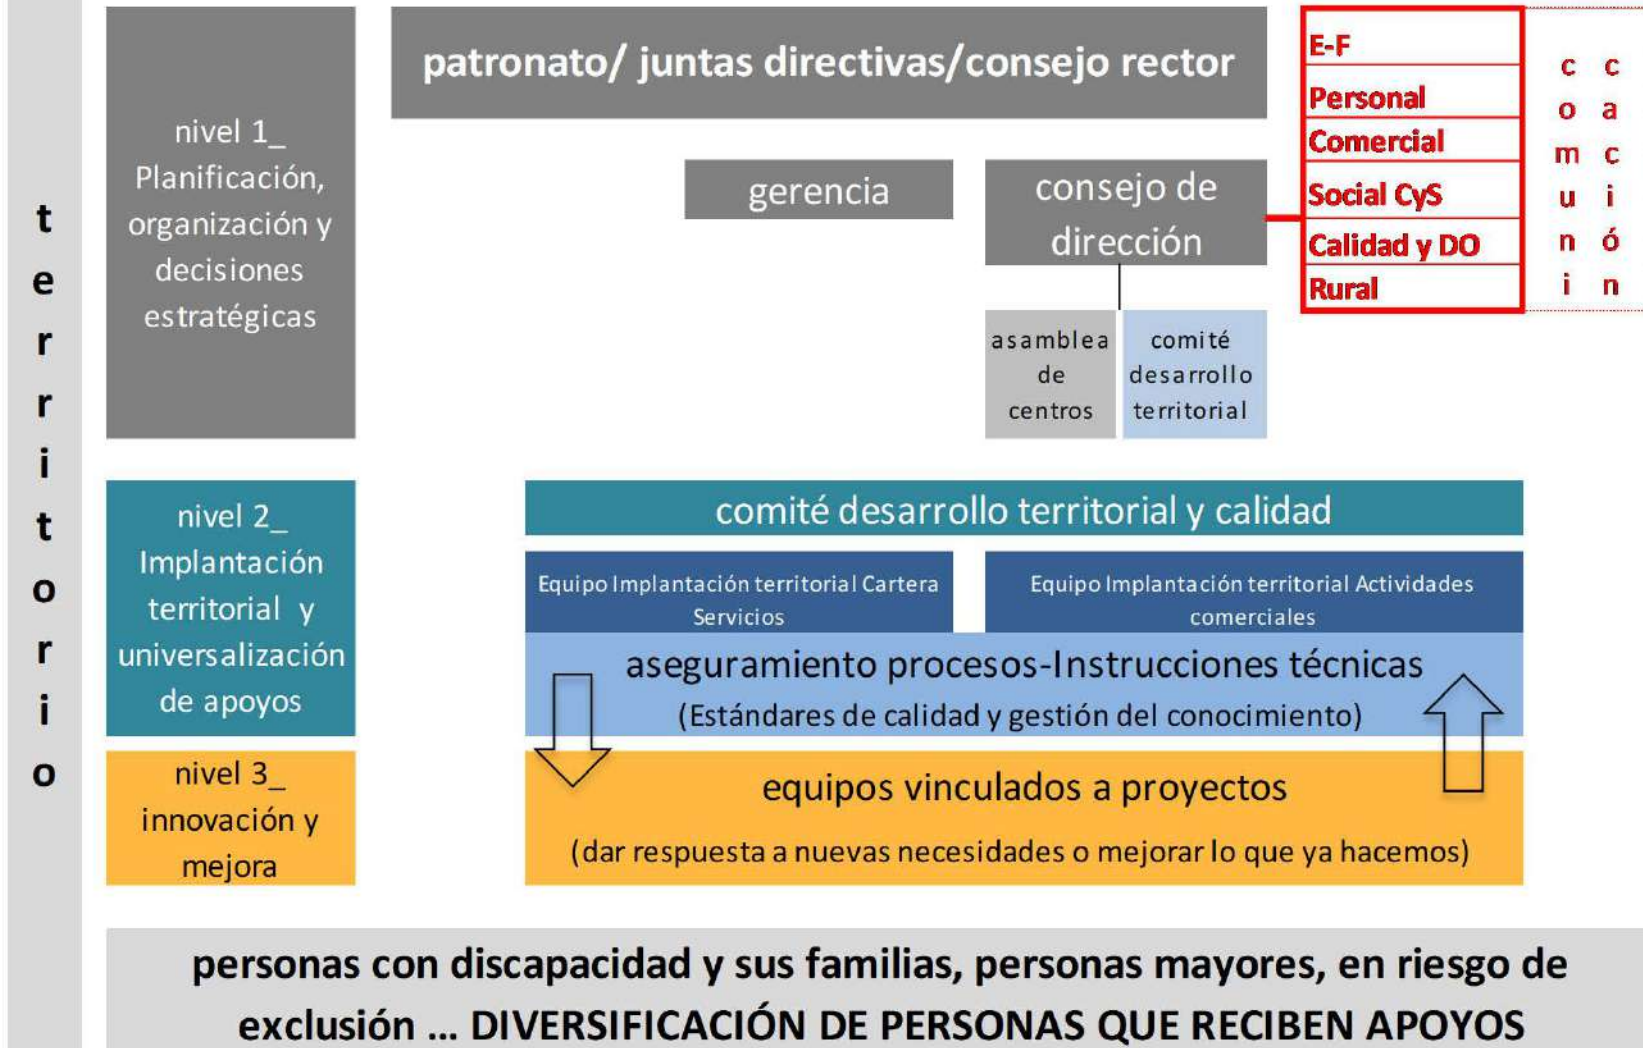 territorio
nivel 1_
Planificación,
organización y
decisiones
estratégicas
patronato/ juntas directivas/consejo rector
gerencia
consejo de
dirección
E-F
Personal
Comercial
Social CyS
Calidad y DO
Rural
comuni
cación
asamblea
de
centros
comité
desarrollo
territorial
nivel 2_
Implantación
territorial y
universalización
de apoyos
comité desarrollo territorial y calidad
Equipo Implantación territorial Cartera
Servicios
Equipo Implantación territorial Actividades
comerciales
aseguramiento procesos-Instrucciones técnicas
(Estándares de calidad y gestión del conocimiento)
nivel 3_
innovación y
mejora
equipos vinculados a proyectos
(dar respuesta a nuevas necesidades o mejorar lo que ya hacemos)
personas con discapacidad y sus familias, personas mayores, en riesgo de
exclusión ... DIVERSIFICACIÓN DE PERSONAS QUE RECIBEN APOYOS